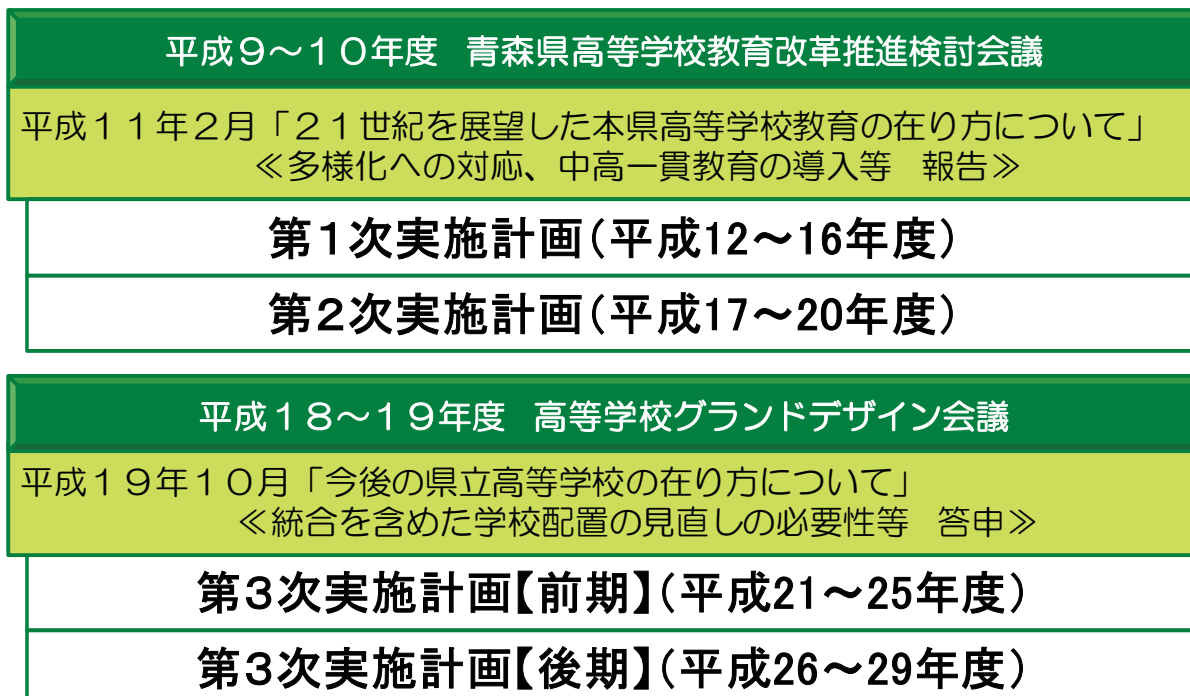 平成９～１０年度　青森県高等学校教育改革推進検討会議
平成１１年２月「２１世紀を展望した本県高等学校教育の在り方について」
≪多様化への対応、中高一貫教育の導入等　報告≫
第１次実施計画（平成12～16年度）
第２次実施計画（平成17～20年度）
平成１８～１９年度　高等学校グランドデザイン会議
平成１９年１０月「今後の県立高等学校の在り方について」
≪統合を含めた学校配置の見直しの必要性等　答申≫
第３次実施計画【前期】（平成21～25年度）
第３次実施計画【後期】（平成26～29年度）